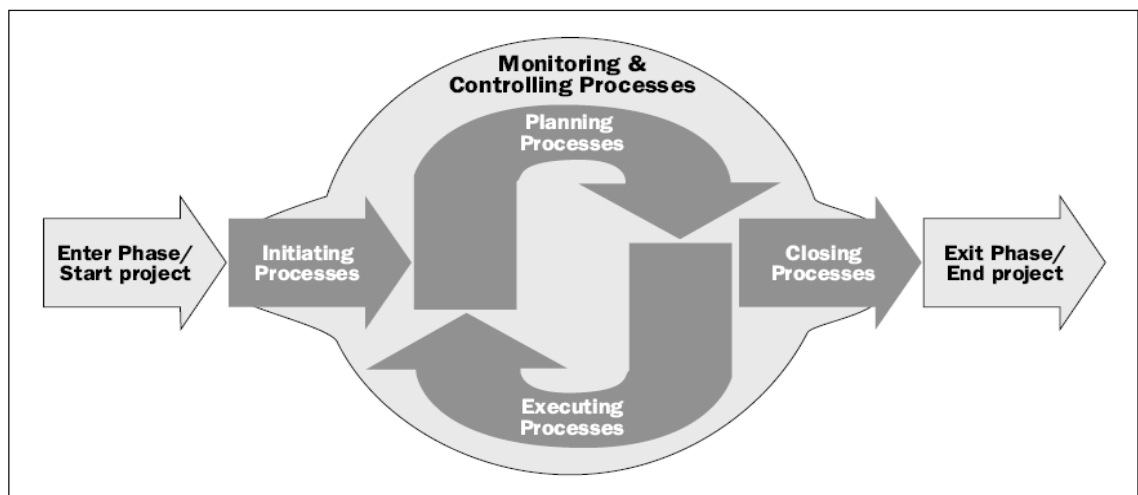 Monitoring &
Controlling Processes
Planning
Processes
Enter Phase/
Start project
Initiating
Processes
Closing
Processes
Exit Phase/
End project
Executing
Processes